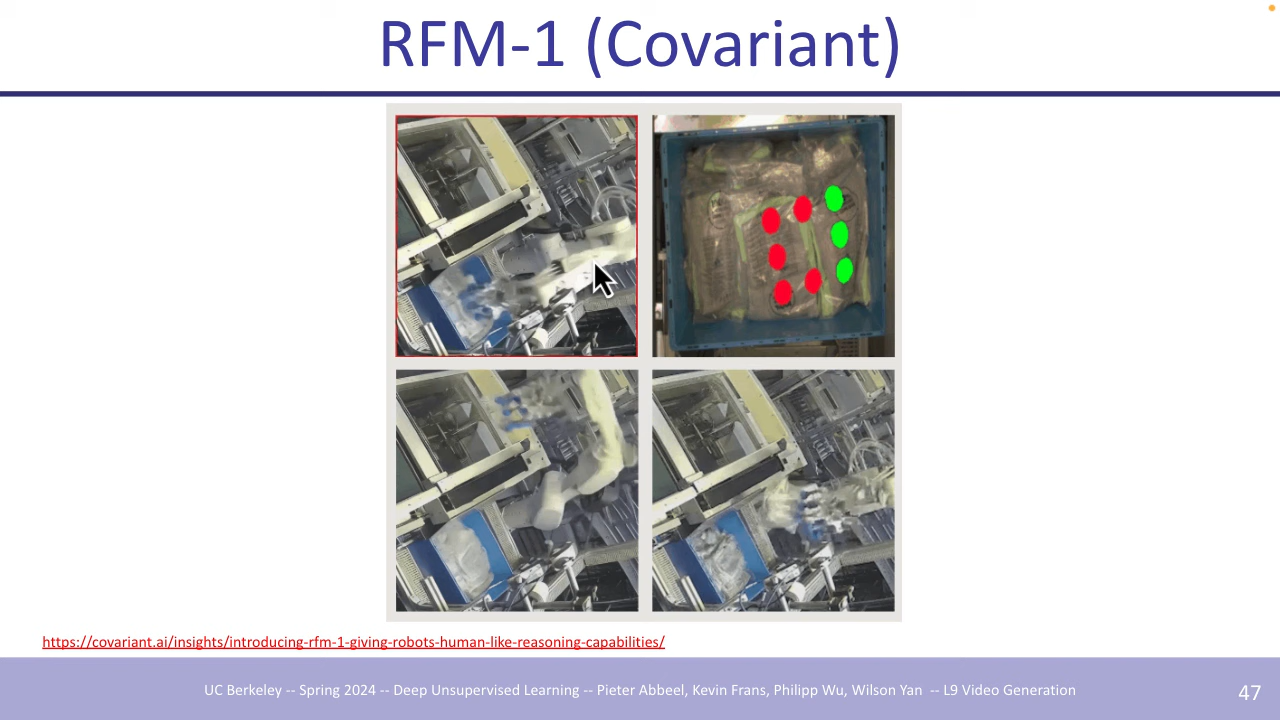 RFM-1 (Covariant)
https://covariant.ai/insights/introducing-rfm-1-giving-robots-human-like-reasoning-capabilities/
UC Berkeley -- Spring 2024 -- Deep Unsupervised Learning -- Pieter Abbeel, Kevin Frans, Philipp Wu, Wilson Yan -- L9 Video Generation
47